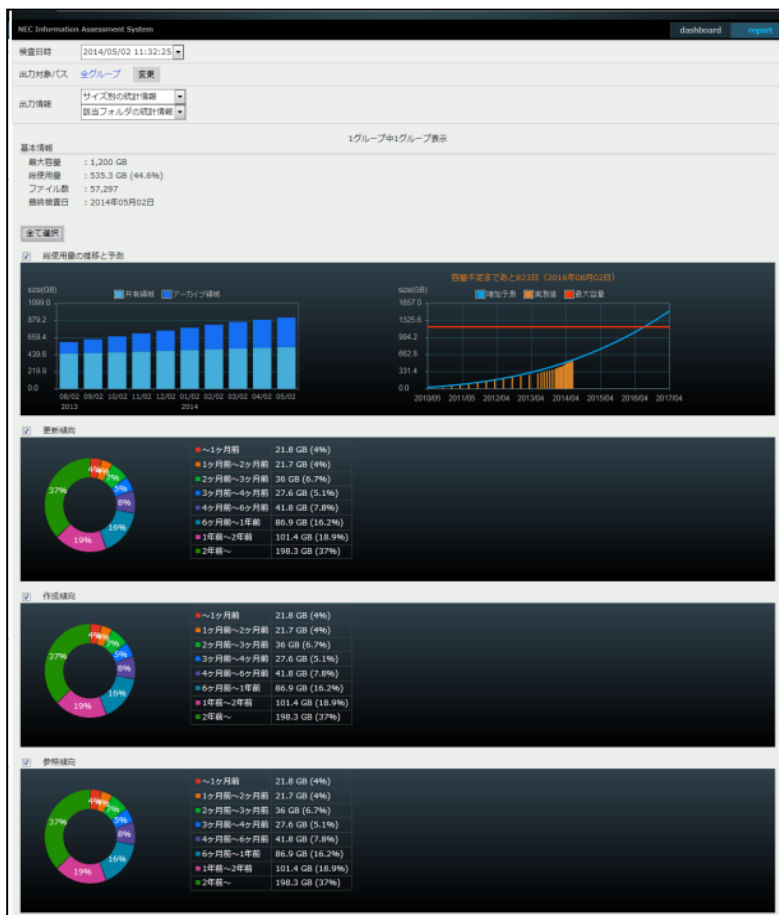 NEC Information Assessment System
dashboard report
検査日時 2014/05/02 11:32:25
出力対象パス 全グループ 変更
出力情報
サイズ別の統計情報
該当フォルダの統計情報
1グループ中1グループ表示
基本情報
最大容量 : 1,200 GB
総使用量 : 535.3 GB (44.6%)
ファイル数 : 57,297
最終検査日 : 2014年05月02日
全て選択
総使用量の推移と予測
size(GB)
共有領域 アーカイブ領域
1099.0
879.2
659.4
439.6
219.8
0.0
08/02 09/02 10/02 11/02 12/02 01/02 02/02 03/02 04/02 05/02
2013 2014
容量不足まであと823日（2016年08月02日）
size(GB)
増加予測 実測値 最大容量
1657.0
1325.6
994.2
662.8
331.4
0.0
2010/05 2011/05 2012/04 2013/04 2014/04 2015/04 2016/04 2017/04
更新傾向
4%
7%
5%
8%
16%
19%
37%
～1ヶ月前 21.8 GB (4%)
1ヶ月前～2ヶ月前 21.7 GB (4%)
2ヶ月前～3ヶ月前 36 GB (6.7%)
3ヶ月前～4ヶ月前 27.6 GB (5.1%)
4ヶ月前～6ヶ月前 41.8 GB (7.8%)
6ヶ月前～1年前 86.9 GB (16.2%)
1年前～2年前 101.4 GB (18.9%)
2年前～ 198.3 GB (37%)
作成傾向
4%
7%
5%
8%
16%
19%
37%
～1ヶ月前 21.8 GB (4%)
1ヶ月前～2ヶ月前 21.7 GB (4%)
2ヶ月前～3ヶ月前 36 GB (6.7%)
3ヶ月前～4ヶ月前 27.6 GB (5.1%)
4ヶ月前～6ヶ月前 41.8 GB (7.8%)
6ヶ月前～1年前 86.9 GB (16.2%)
1年前～2年前 101.4 GB (18.9%)
2年前～ 198.3 GB (37%)
参照傾向
4%
7%
5%
8%
16%
19%
37%
～1ヶ月前 21.8 GB (4%)
1ヶ月前～2ヶ月前 21.7 GB (4%)
2ヶ月前～3ヶ月前 36 GB (6.7%)
3ヶ月前～4ヶ月前 27.6 GB (5.1%)
4ヶ月前～6ヶ月前 41.8 GB (7.8%)
6ヶ月前～1年前 86.9 GB (16.2%)
1年前～2年前 101.4 GB (18.9%)
2年前～ 198.3 GB (37%)